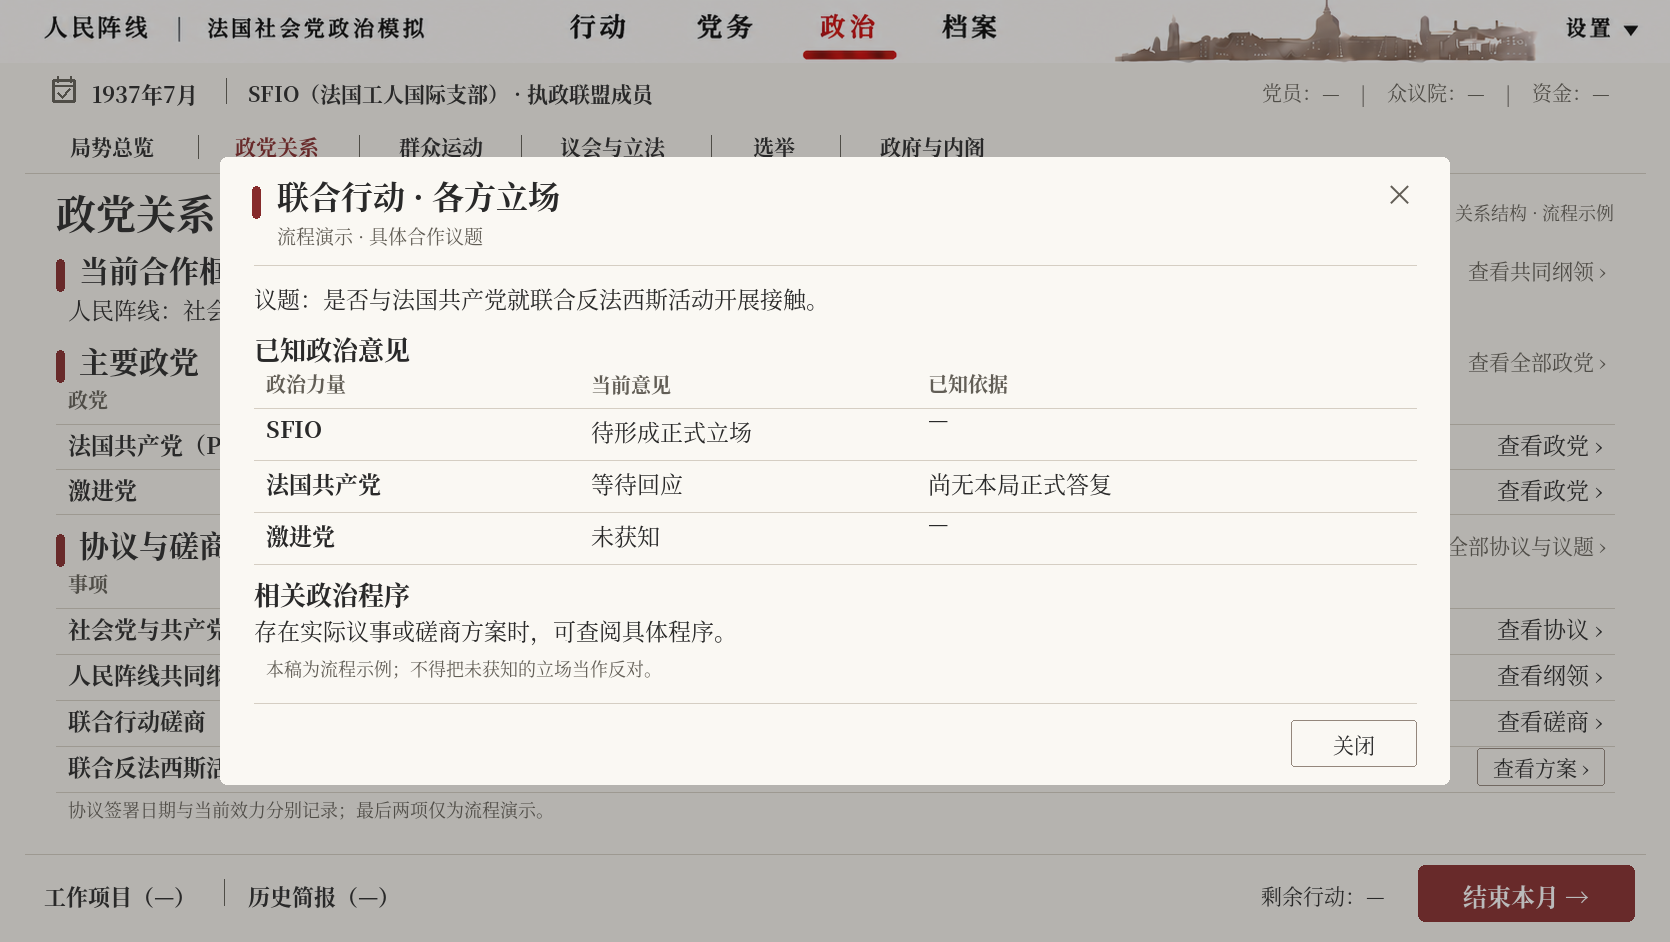 人民阵线 | 法国社会党政治模拟 行动 党务 政治 档案 设置 ▼
1937年7月 SFIO（法国工人国际支部）· 执政联盟成员 党员：— | 众议院：— | 资金：—
局势总览 政党关系 群众运动 议会与立法 选举 政府与内阁
政党关系 关系结构 · 流程示例
当前合作框 查看共同纲领 ›
人民阵线：社会
主要政党 查看全部政党 ›
政党
法国共产党（P 查看政党 ›
激进党 查看政党 ›
协议与磋商 全部协议与议题 ›
事项
社会党与共产党 查看协议 ›
人民阵线共同纲 查看纲领 ›
联合行动磋商 查看磋商 ›
联合反法西斯活 查看方案 ›
协议签署日期与当前效力分别记录；最后两项仅为流程演示。
联合行动 · 各方立场
流程演示 · 具体合作议题
议题：是否与法国共产党就联合反法西斯活动开展接触。
已知政治意见
政治力量 当前意见 已知依据
SFIO 待形成正式立场 —
法国共产党 等待回应 尚无本局正式答复
激进党 未获知 —
相关政治程序
存在实际议事或磋商方案时，可查阅具体程序。
本稿为流程示例；不得把未获知的立场当作反对。
关闭
工作项目（—） 历史简报（—） 剩余行动：— 结束本月 →